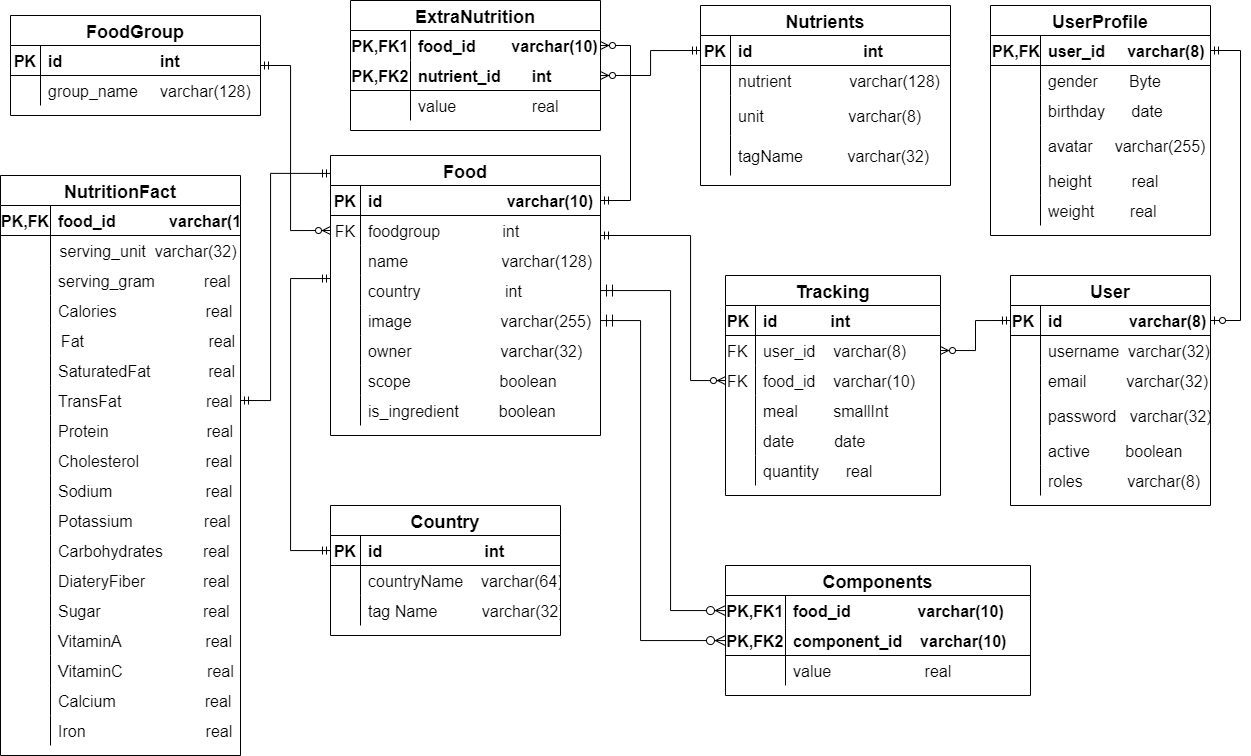 FoodGroup
PK id int
group_name varchar(128)
ExtraNutrition
PK,FK1 food_id varchar(10)
PK,FK2 nutrient_id int
value real
Nutrients
PK id int
nutrient varchar(128)
unit varchar(8)
tagName varchar(32)
UserProfile
PK,FK user_id varchar(8)
gender Byte
birthday date
avatar varchar(255)
height real
weight real
NutritionFact
PK,FK food_id varchar(1
serving_unit varchar(32)
serving_gram real
Calories real
Fat real
SaturatedFat real
TransFat real
Protein real
Cholesterol real
Sodium real
Potassium real
Carbohydrates real
DiateryFiber real
Sugar real
VitaminA real
VitaminC real
Calcium real
Iron real
Food
PK id varchar(10)
FK foodgroup int
name varchar(128)
country int
image varchar(255)
owner varchar(32)
scope boolean
is_ingredient boolean
Tracking
PK id int
FK user_id varchar(8)
FK food_id varchar(10)
meal smallInt
date date
quantity real
User
PK id varchar(8)
username varchar(32)
email varchar(32)
password varchar(32)
active boolean
roles varchar(8)
Country
PK id int
countryName varchar(64)
tag Name varchar(32
Components
PK,FK1 food_id varchar(10)
PK,FK2 component_id varchar(10)
value real